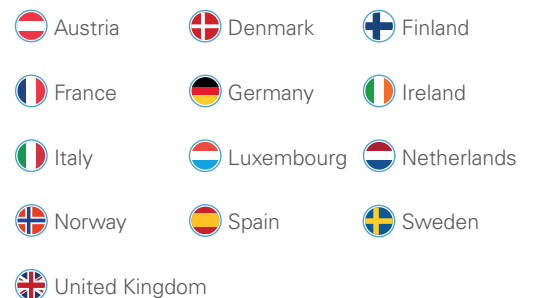 Austria Denmark Finland
France Germany Ireland
Italy Luxembourg Netherlands
Norway Spain Sweden
United Kingdom